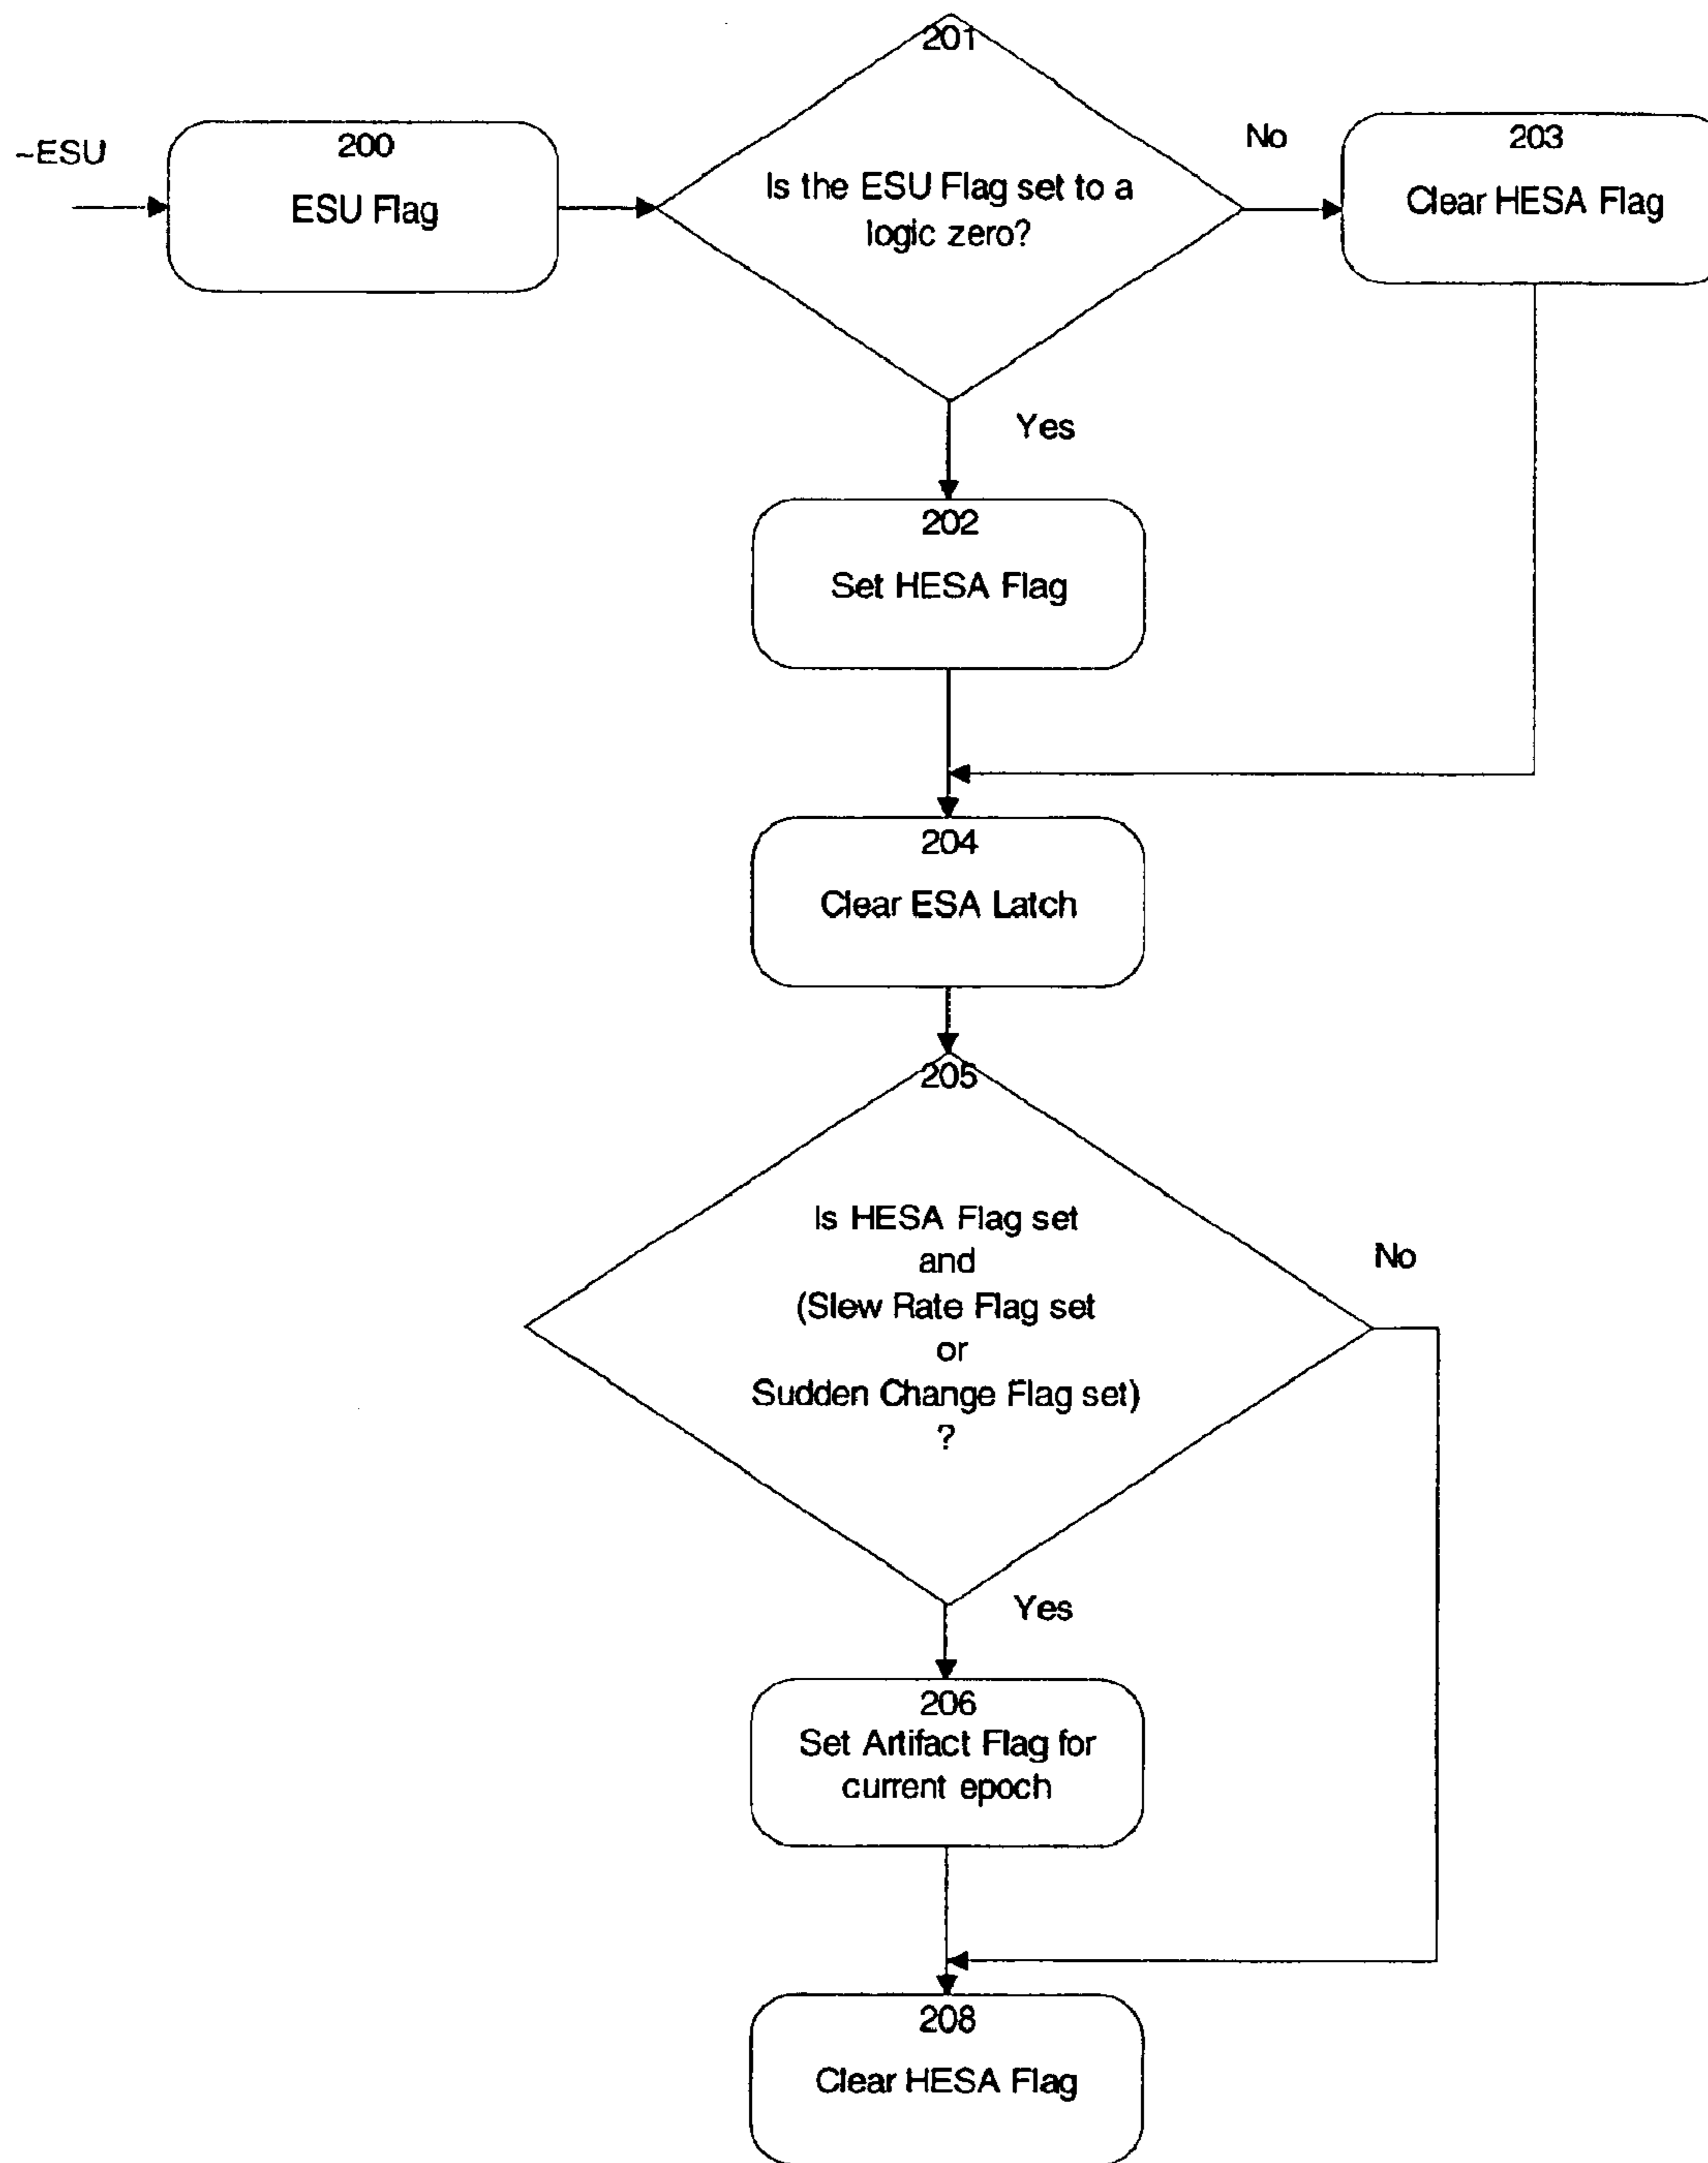 201
~ESU
200
ESU Flag
Is the ESU Flag set to a
logic zero?
No
203
Clear HESA Flag
Yes
202
Set HESA Flag
204
Clear ESA Latch
205
Is HESA Flag set
and
(Slew Rate Flag set
or
Sudden Change Flag set)
?
No
Yes
206
Set Artifact Flag for
current epoch
208
Clear HESA Flag